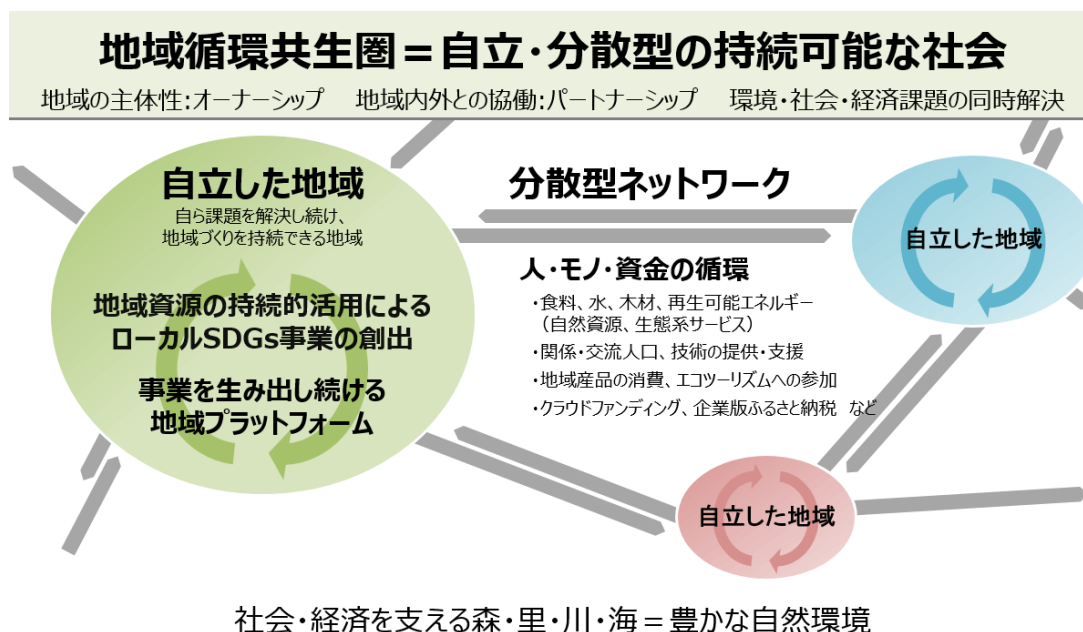 地域循環共生圏＝自立・分散型の持続可能な社会
地域の主体性:オーナーシップ　地域内外との協働:パートナーシップ　環境・社会・経済課題の同時解決
自立した地域
自ら課題を解決し続け、
地域づくりを持続できる地域
地域資源の持続的活用による
ローカルSDGs事業の創出
事業を生み出し続ける
地域プラットフォーム
分散型ネットワーク
人・モノ・資金の循環
・食料、水、木材、再生可能エネルギー
（自然資源、生態系サービス）
・関係・交流人口、技術の提供・支援
・地域産品の消費、エコツーリズムへの参加
・クラウドファンディング、企業版ふるさと納税　など
自立した地域
自立した地域
社会・経済を支える森・里・川・海＝豊かな自然環境